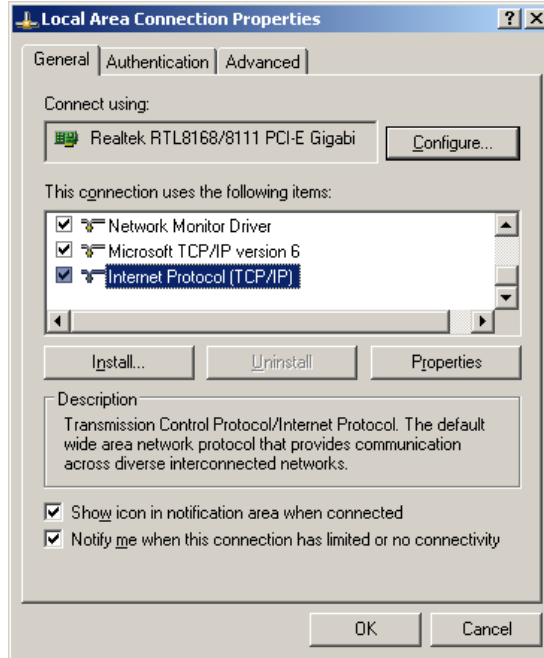 Local Area Connection Properties
General Authentication Advanced
Connect using:
Realtek RTL8168/8111 PCI-E Gigabi Configure...
This connection uses the following items:
Network Monitor Driver
Microsoft TCP/IP version 6
Internet Protocol (TCP/IP)
Install... Uninstall Properties
Description
Transmission Control Protocol/Internet Protocol. The default
wide area network protocol that provides communication
across diverse interconnected networks.
Show icon in notification area when connected
Notify me when this connection has limited or no connectivity
OK Cancel